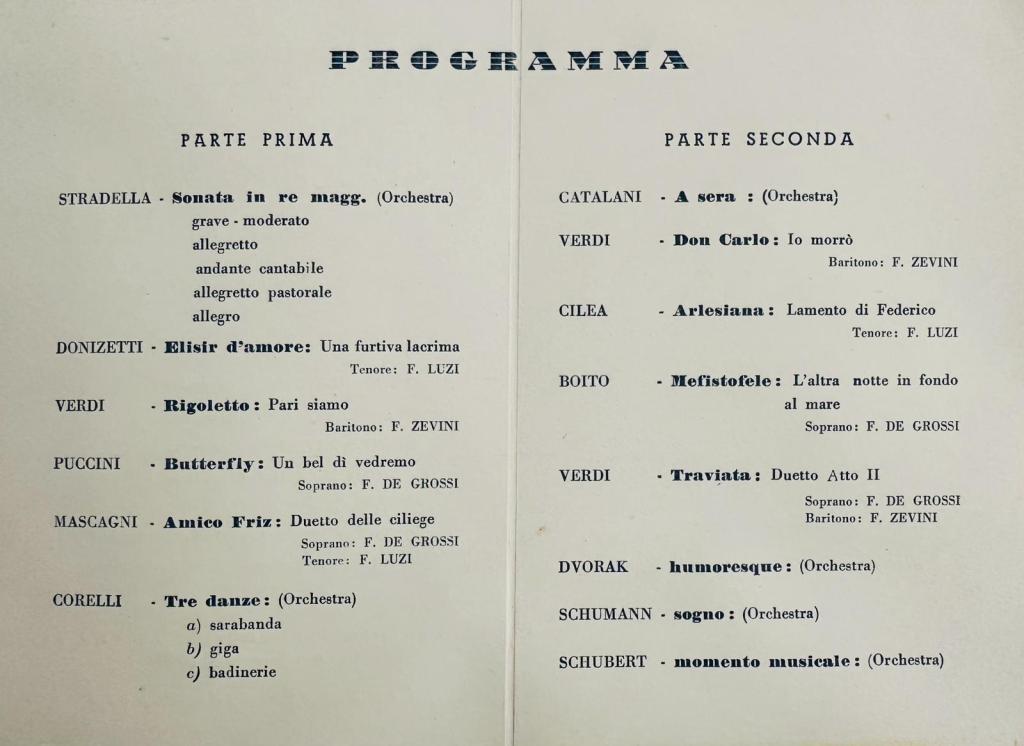 PROGRAMMA
PARTE PRIMA
STRADELLA - Sonata in re magg. (Orchestra)
grave - moderato
allegretto
andante cantabile
allegretto pastorale
allegro
DONIZETTI - Elisir d'amore: Una furtiva lacrima
Tenore: F. LUZI
VERDI - Rigoletto: Pari siamo
Baritono: F. ZEVINI
PUCCINI - Butterfly: Un bel dì vedremo
Soprano: F. DE GROSSI
MASCAGNI - Amico Friz: Duetto delle ciliege
Soprano: F. DE GROSSI
Tenore: F. LUZI
CORELLI - Tre danze: (Orchestra)
a) sarabanda
b) giga
c) badinerie
PARTE SECONDA
CATALANI - A sera : (Orchestra)
VERDI - Don Carlo: Io morrò
Baritono: F. ZEVINI
CILEA - Arlesiana: Lamento di Federico
Tenore: F. LUZI
BOITO - Mefistofele: L'altra notte in fondo
al mare
Soprano: F. DE GROSSI
VERDI - Traviata: Duetto Atto II
Soprano: F. DE GROSSI
Baritono: F. ZEVINI
DVORAK - humoresque: (Orchestra)
SCHUMANN - sogno: (Orchestra)
SCHUBERT - momento musicale: (Orchestra)